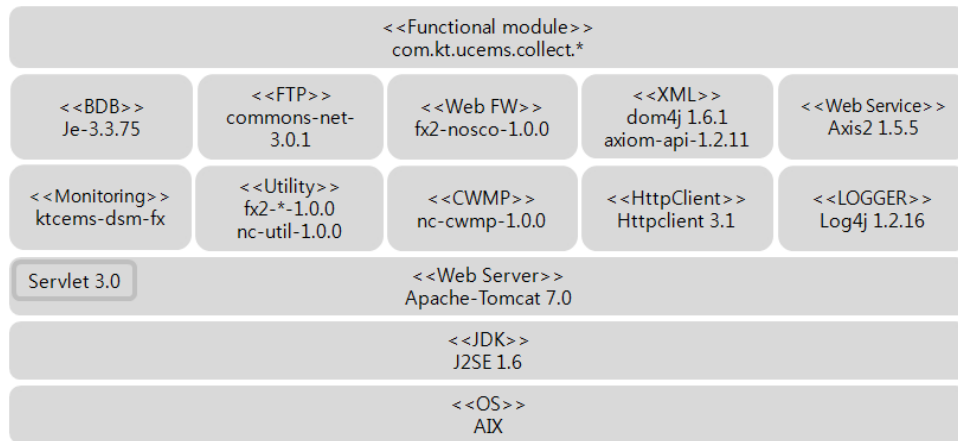 <<Functional module>>
com.kt.ucems.collect.*
<<BDB>>
Je-3.3.75
<<FTP>>
commons-net-
3.0.1
<<Web FW>>
fx2-nosco-1.0.0
<<XML>>
dom4j 1.6.1
axiom-api-1.2.11
<<Web Service>>
Axis2 1.5.5
<<Monitoring>>
ktcems-dsm-fx
<<Utility>>
fx2-*-1.0.0
nc-util-1.0.0
<<CWMP>>
nc-cwmp-1.0.0
<<HttpClient>>
Httpclient 3.1
<<LOGGER>>
Log4j 1.2.16
Servlet 3.0
<<Web Server>>
Apache-Tomcat 7.0
<<JDK>>
J2SE 1.6
<<OS>>
AIX